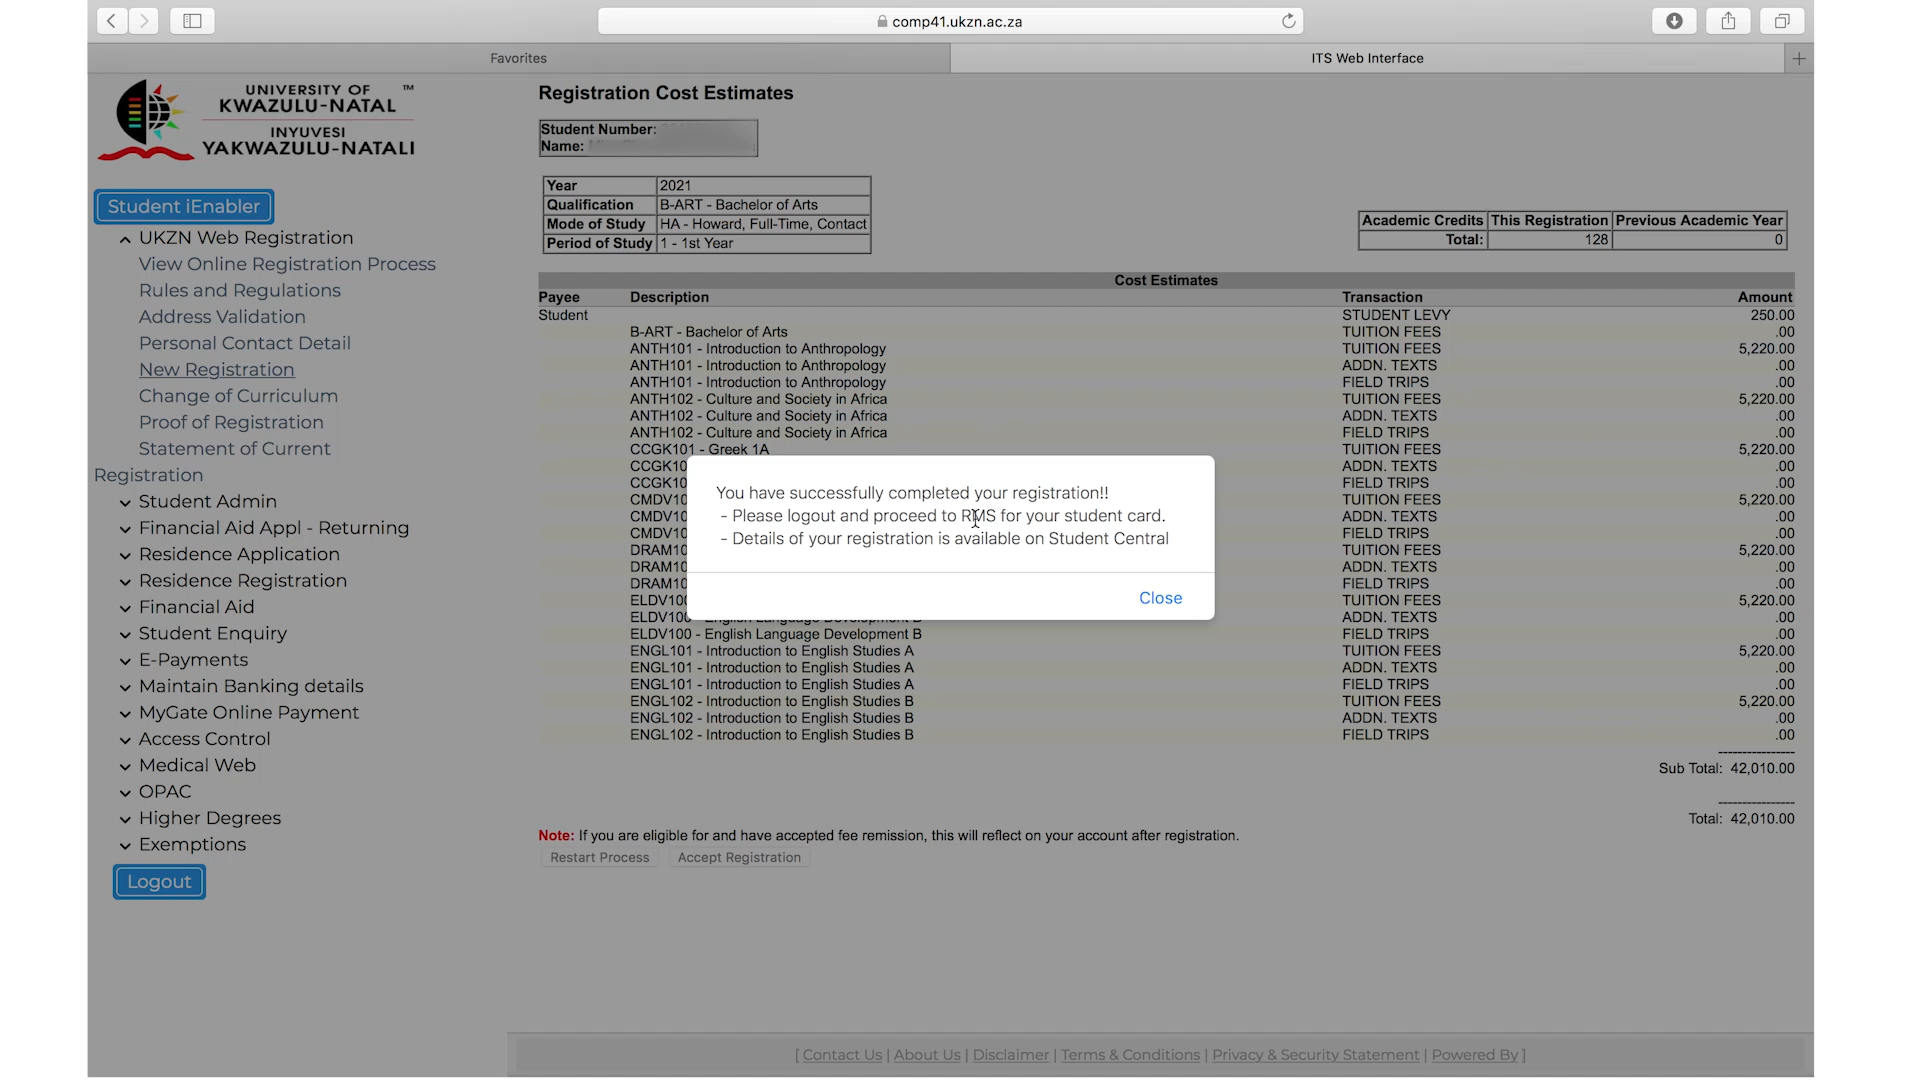 comp41.ukzn.ac.za
Favorites
ITS Web Interface
UNIVERSITY OF ™
KWAZULU-NATAL
INYUVESI
YAKWAZULU-NATALI
Student iEnabler
UKZN Web Registration
View Online Registration Process
Rules and Regulations
Address Validation
Personal Contact Detail
New Registration
Change of Curriculum
Proof of Registration
Statement of Current
Registration
Student Admin
Financial Aid Appl - Returning
Residence Application
Residence Registration
Financial Aid
Student Enquiry
E-Payments
Maintain Banking details
MyGate Online Payment
Access Control
Medical Web
OPAC
Higher Degrees
Exemptions
Logout
Registration Cost Estimates
Student Number:
Name:
Year 2021
Qualification B-ART - Bachelor of Arts
Mode of Study HA - Howard, Full-Time, Contact
Period of Study 1 - 1st Year
Academic Credits This Registration Previous Academic Year
Total: 128 0
Cost Estimates
Payee Description Transaction Amount
Student STUDENT LEVY 250.00
B-ART - Bachelor of Arts TUITION FEES .00
ANTH101 - Introduction to Anthropology TUITION FEES 5,220.00
ANTH101 - Introduction to Anthropology ADDN. TEXTS .00
ANTH101 - Introduction to Anthropology FIELD TRIPS .00
ANTH102 - Culture and Society in Africa TUITION FEES 5,220.00
ANTH102 - Culture and Society in Africa ADDN. TEXTS .00
ANTH102 - Culture and Society in Africa FIELD TRIPS .00
CCGK101 - Greek 1A TUITION FEES 5,220.00
CCGK10 ADDN. TEXTS .00
CCGK10 FIELD TRIPS .00
CMDV10 TUITION FEES 5,220.00
CMDV10 ADDN. TEXTS .00
CMDV10 FIELD TRIPS .00
DRAM10 TUITION FEES 5,220.00
DRAM10 ADDN. TEXTS .00
DRAM10 FIELD TRIPS .00
ELDV100 TUITION FEES 5,220.00
ELDV100 - English Language Development B ADDN. TEXTS .00
ELDV100 - English Language Development B FIELD TRIPS .00
ENGL101 - Introduction to English Studies A TUITION FEES 5,220.00
ENGL101 - Introduction to English Studies A ADDN. TEXTS .00
ENGL101 - Introduction to English Studies A FIELD TRIPS .00
ENGL102 - Introduction to English Studies B TUITION FEES 5,220.00
ENGL102 - Introduction to English Studies B ADDN. TEXTS .00
ENGL102 - Introduction to English Studies B FIELD TRIPS .00
----------------
Sub Total: 42,010.00
----------------
Total: 42,010.00
Note: If you are eligible for and have accepted fee remission, this will reflect on your account after registration.
Restart Process Accept Registration
You have successfully completed your registration!!
- Please logout and proceed to RMS for your student card.
- Details of your registration is available on Student Central
Close
[ Contact Us | About Us | Disclaimer | Terms & Conditions | Privacy & Security Statement | Powered By ]